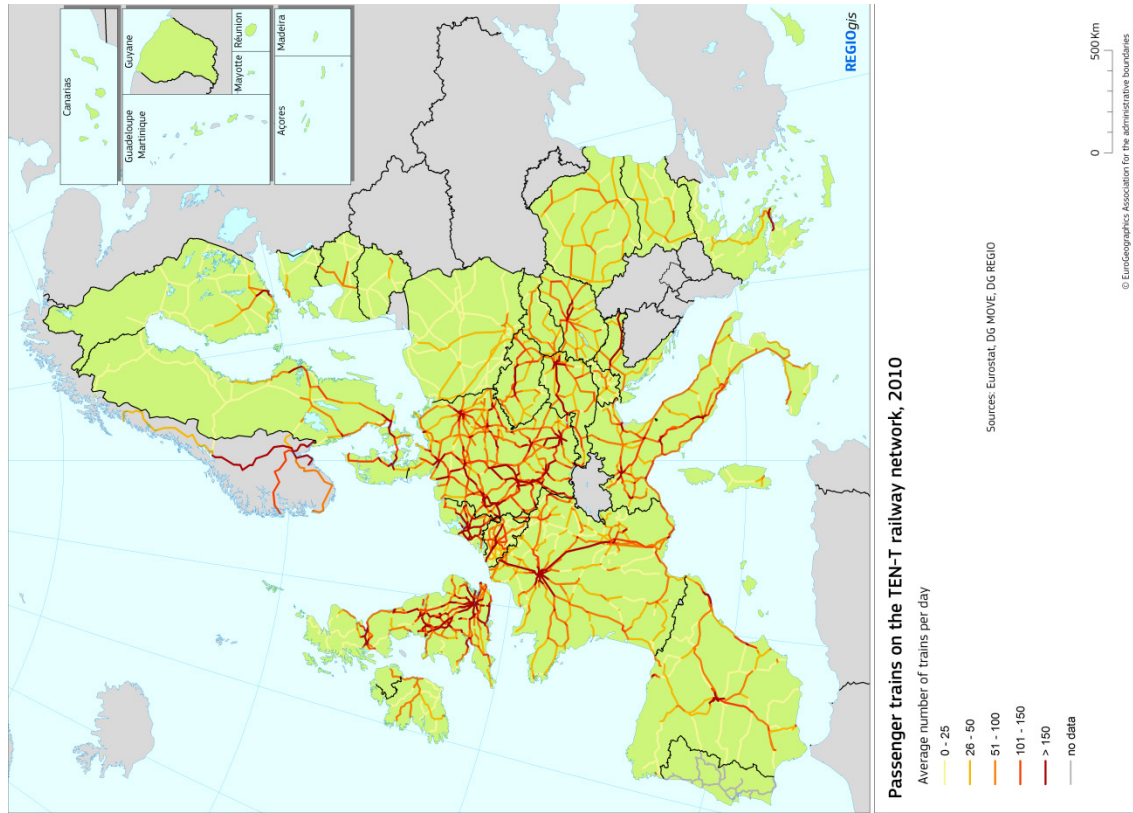 Canarias
Guadeloupe
Martinique
Guyane
Mayotte
Réunion
Açores
Madeira
REGIOgis
Passenger trains on the TEN-T railway network, 2010
Average number of trains per day
0 - 25
26 - 50
51 - 100
101 - 150
> 150
no data
Sources: Eurostat, DG MOVE, DG REGIO
0 500 Km
© EuroGeographics Association for the administrative boundaries